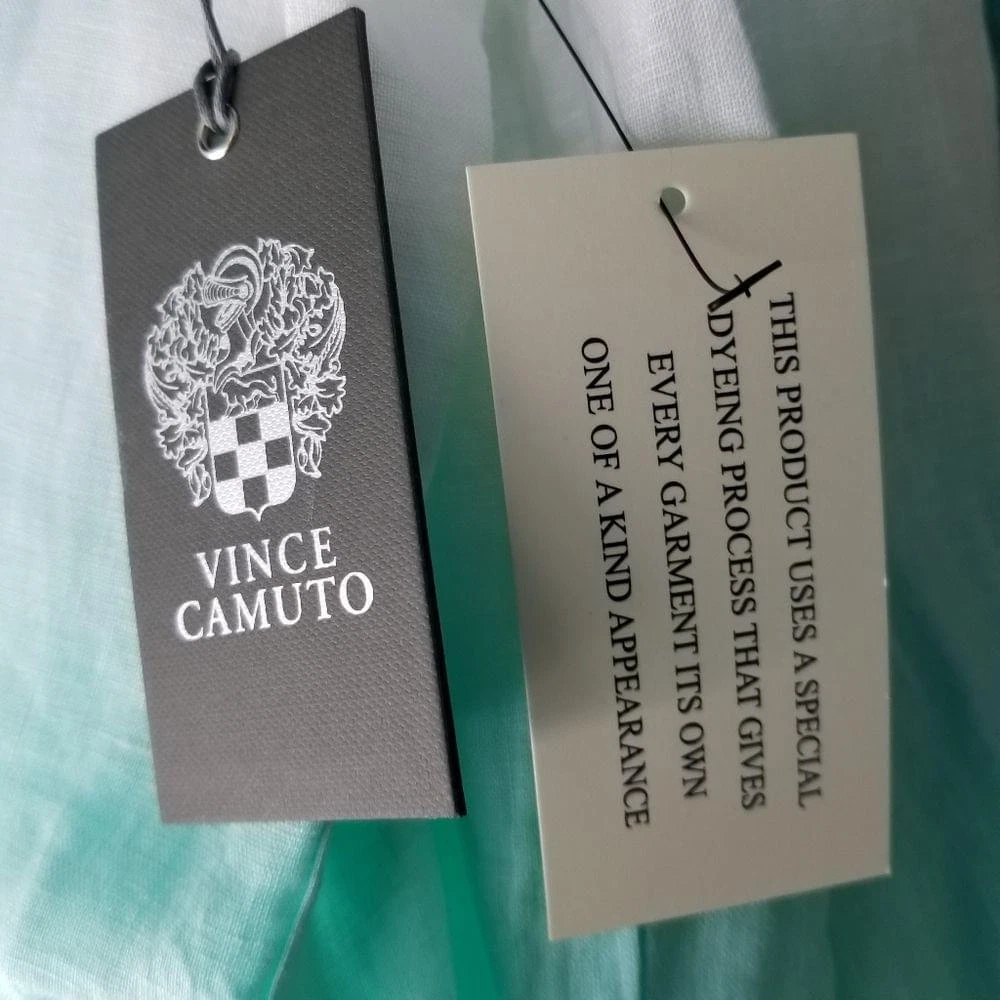 VINCE
CAMUTO
THIS PRODUCT USES A SPECIAL
DYEING PROCESS THAT GIVES
EVERY GARMENT ITS OWN
ONE OF A KIND APPEARANCE